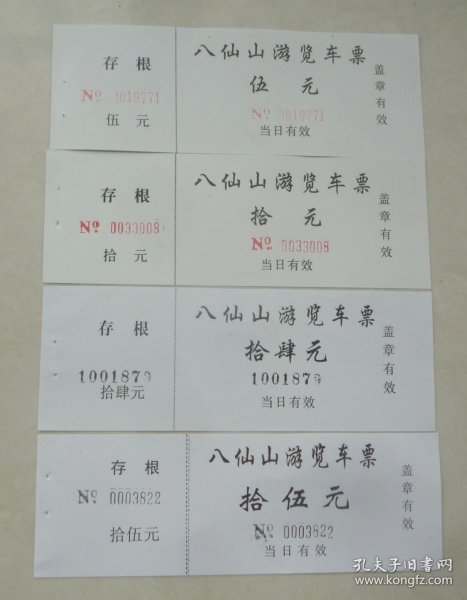 存根
№ 0019771
伍元
八仙山游览车票
伍元
№ 0019771
当日有效
盖章有效
存根
№ 0033008
拾元
八仙山游览车票
拾元
№ 0033008
当日有效
盖章有效
存根
1001879
拾肆元
八仙山游览车票
拾肆元
1001879
当日有效
盖章有效
存根
№ 0003822
拾伍元
八仙山游览车票
拾伍元
№ 0003822
当日有效
盖章有效
孔夫子旧书网
www.kongfz.com